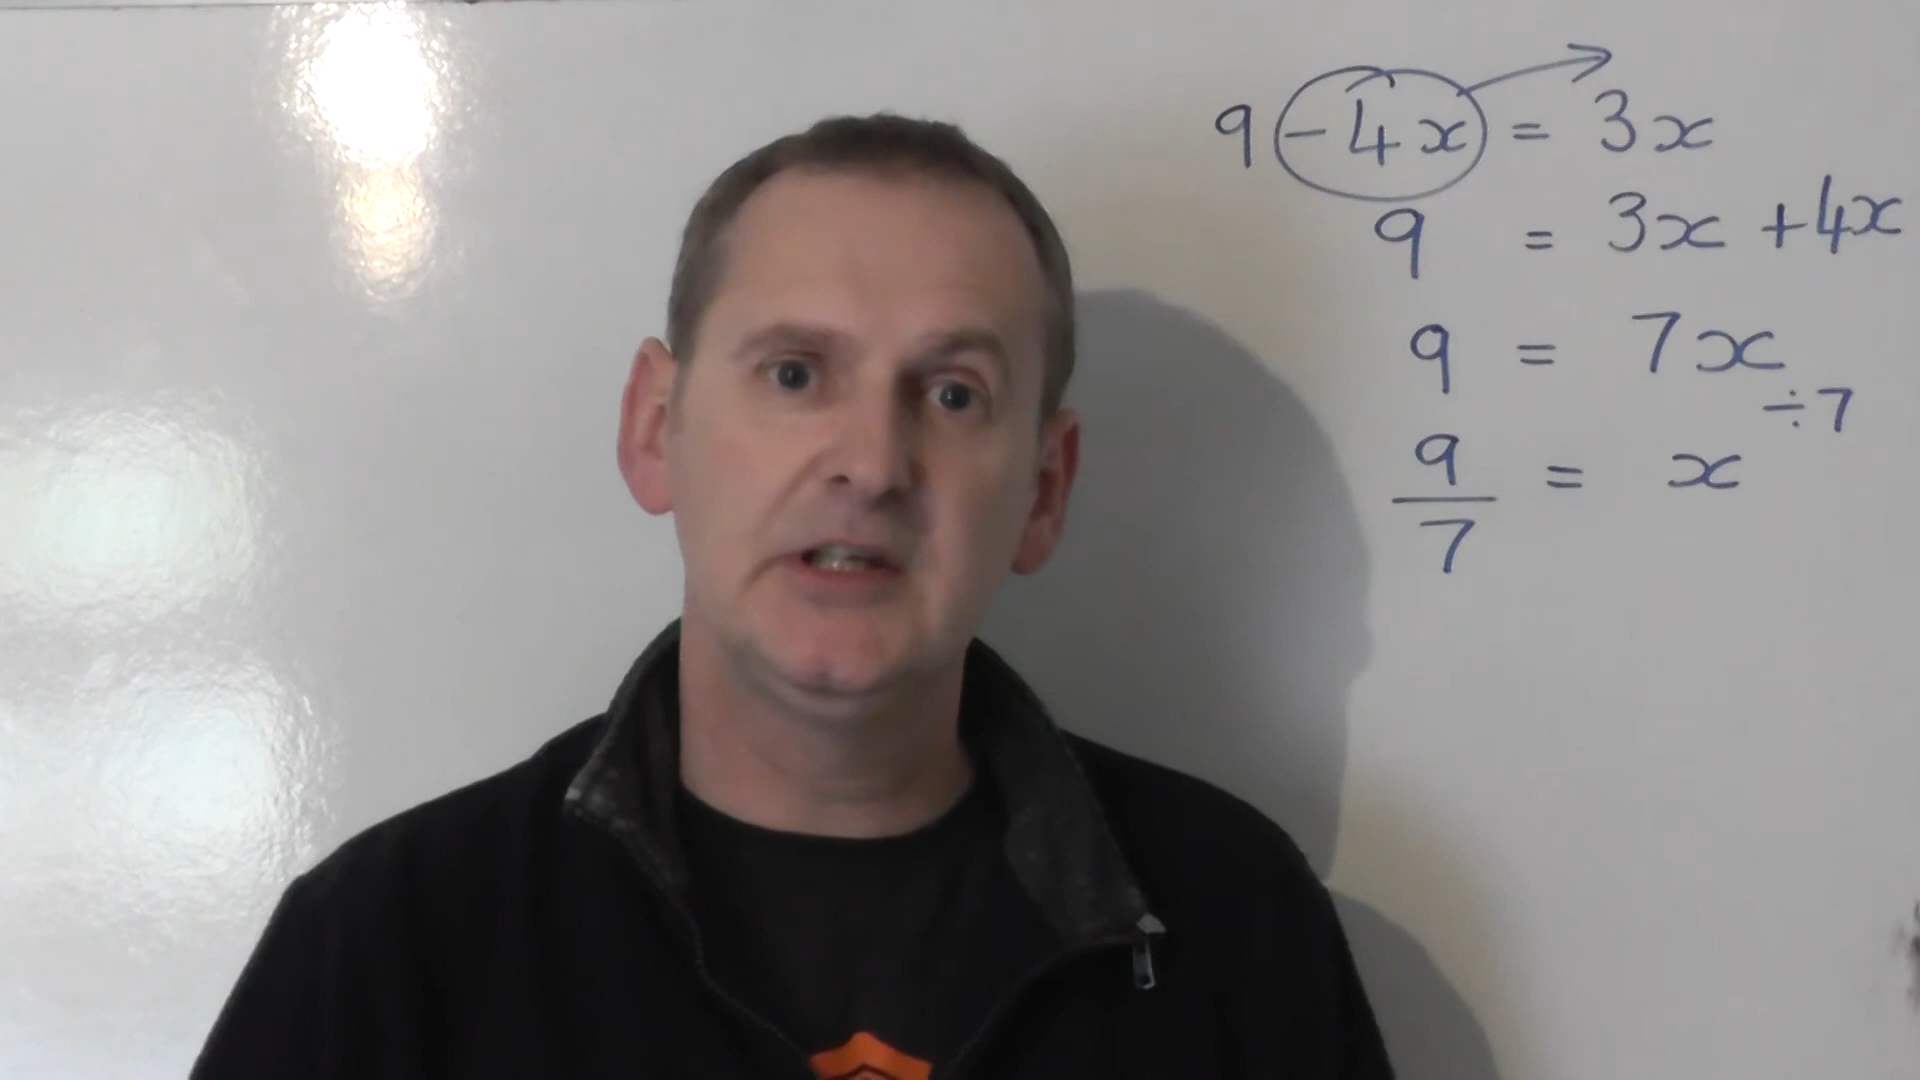 9 - 4x = 3x
9 = 3x + 4x
9 = 7x
÷7
9/7 = x